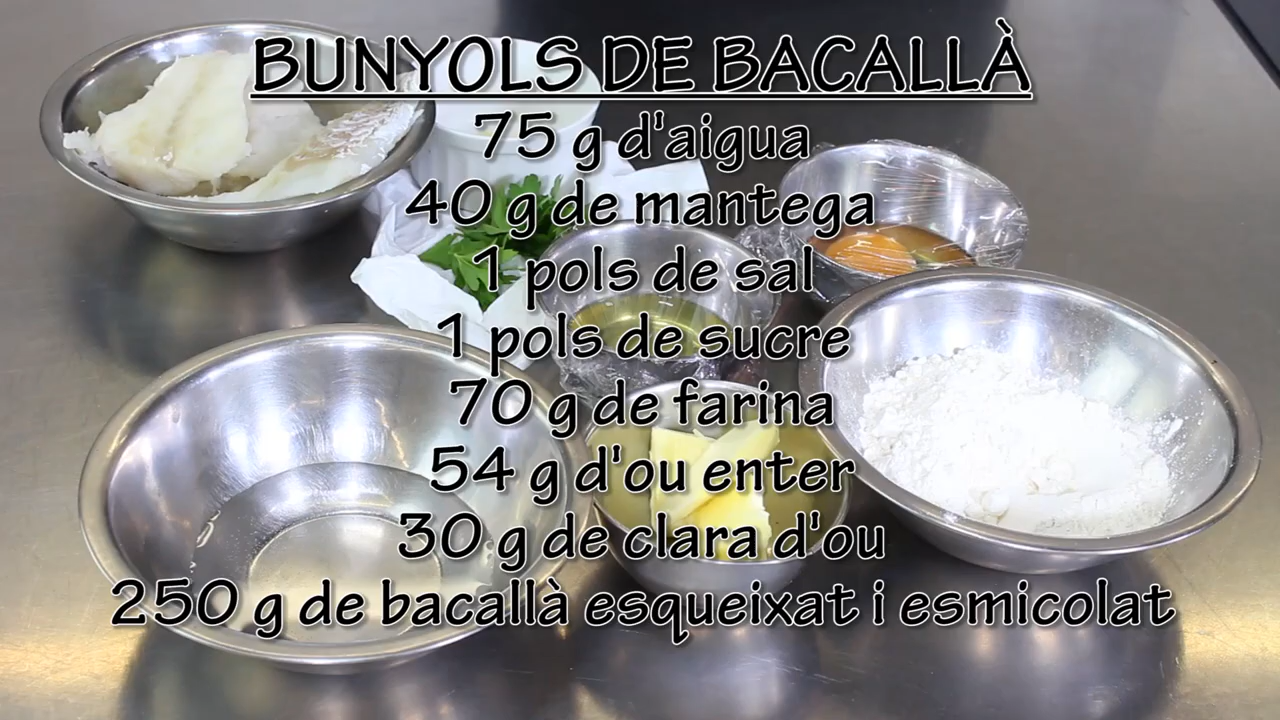 BUNYOLS DE BACALLÀ
75 g d'aigua
40 g de mantega
1 pols de sal
1 pols de sucre
70 g de farina
54 g d'ou enter
30 g de clara d'ou
250 g de bacallà esqueixat i esmicolat